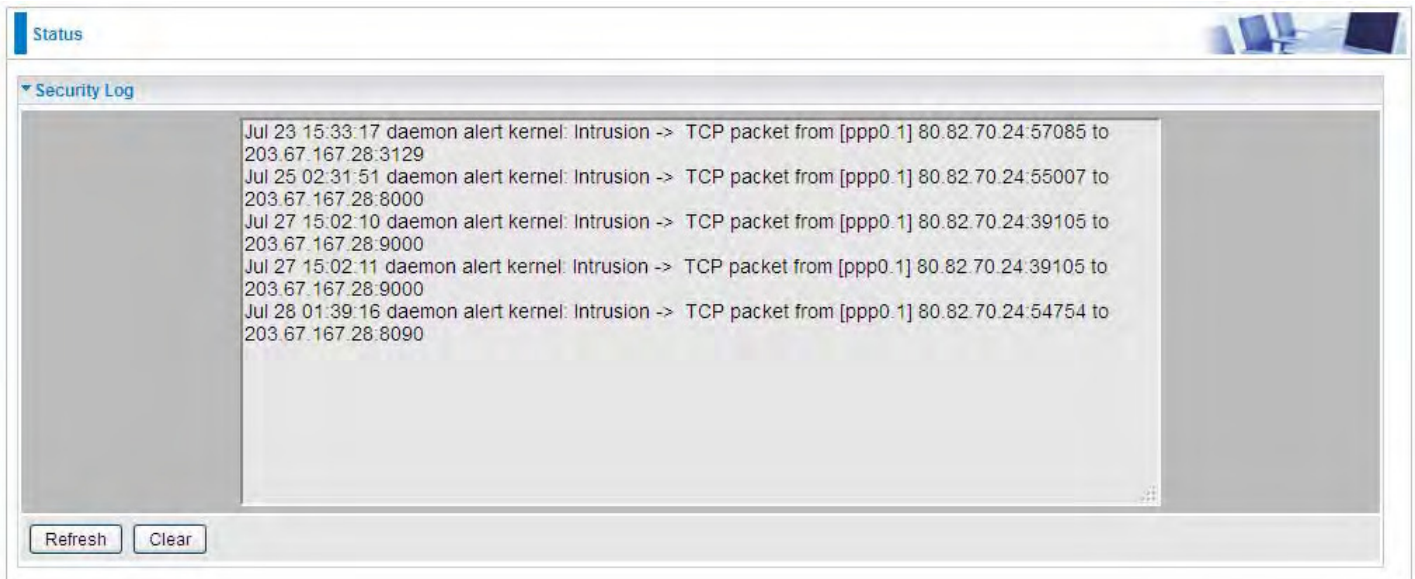 Status
Security Log
Jul 23 15:33:17 daemon alert kernel: Intrusion -> TCP packet from [ppp0.1] 80.82.70.24:57085 to
203.67.167.28:3129
Jul 25 02:31:51 daemon alert kernel: Intrusion -> TCP packet from [ppp0.1] 80.82.70.24:55007 to
203.67.167.28:8000
Jul 27 15:02:10 daemon alert kernel: Intrusion -> TCP packet from [ppp0.1] 80.82.70.24:39105 to
203.67.167.28:9000
Jul 27 15:02:11 daemon alert kernel: Intrusion -> TCP packet from [ppp0.1] 80.82.70.24:39105 to
203.67.167.28:9000
Jul 28 01:39:16 daemon alert kernel: Intrusion -> TCP packet from [ppp0.1] 80.82.70.24:54754 to
203.67.167.28:8090
Refresh Clear